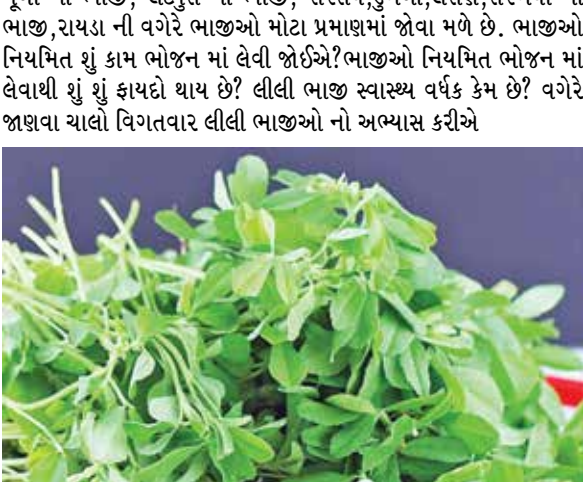 ભાજી,રાયડા ની વગેરે ભાજીઓ મોટા પ્રમાણમાં જોવા મળે છે. ભાજીઓ
નિયમિત શું કામ ભોજન માં લેવી જોઈએ?ભાજીઓ નિયમિત ભોજન માં
લેવાથી શું શું ફાયદો થાય છે? લીલી ભાજી સ્વાસ્થ્ય વર્ધક કેમ છે? વગેરે
જાણવા ચાલો વિગતવાર લીલી ભાજીઓ નો અભ્યાસ કરીએ